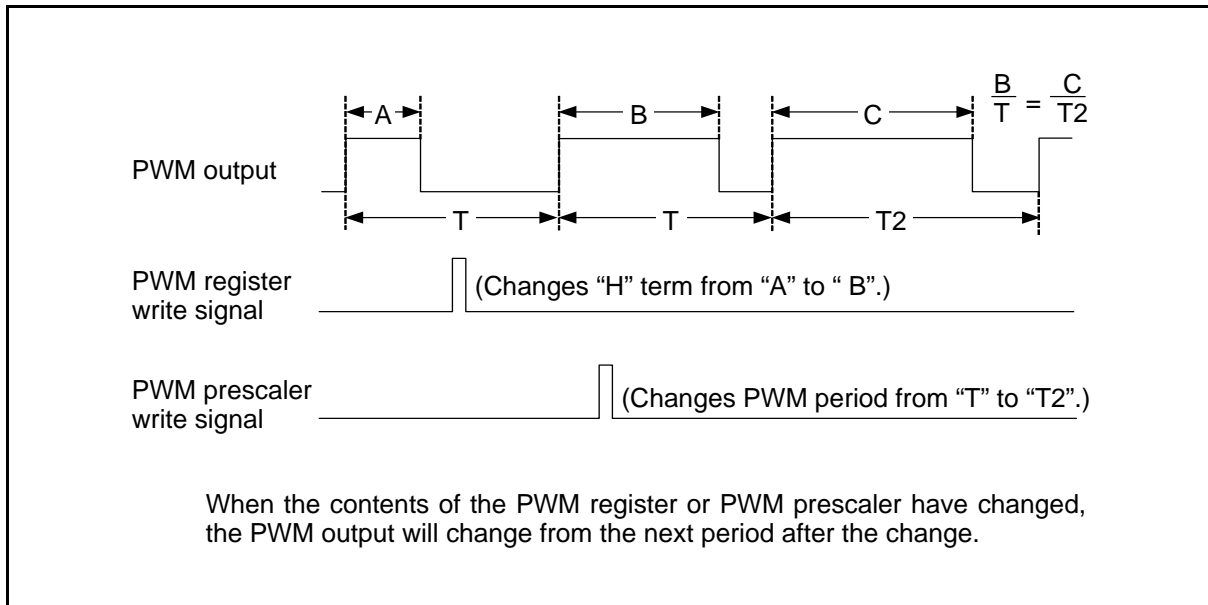 A B C B/T = C/T2
PWM output
T T T2
PWM register
write signal
(Changes “H” term from “A” to “ B”.)
PWM prescaler
write signal
(Changes PWM period from “T” to “T2”.)
When the contents of the PWM register or PWM prescaler have changed,
the PWM output will change from the next period after the change.